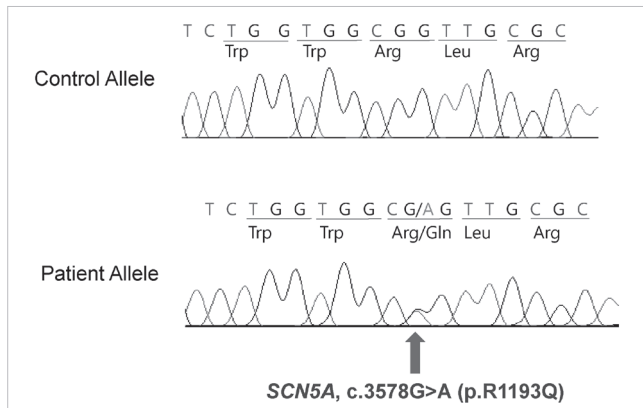 T C T G G T G G C G G T T G C G C
Trp Trp Arg Leu Arg
Control Allele
T C T G G T G G C G/A G T T G C G C
Trp Trp Arg/Gln Leu Arg
Patient Allele
SCN5A, c.3578G>A (p.R1193Q)